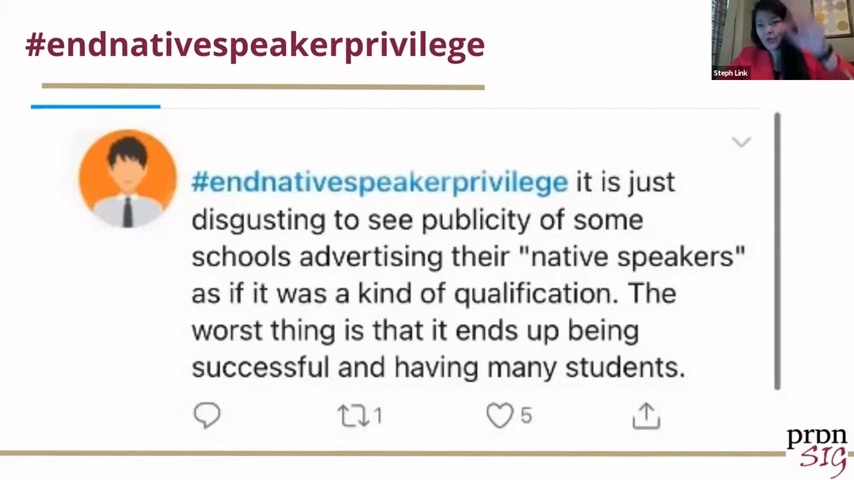 #endnativespeakerprivilege
Steph Link
#endnativespeakerprivilege it is just
disgusting to see publicity of some
schools advertising their "native speakers"
as if it was a kind of qualification. The
worst thing is that it ends up being
successful and having many students.
1
5
prɒn
SIG